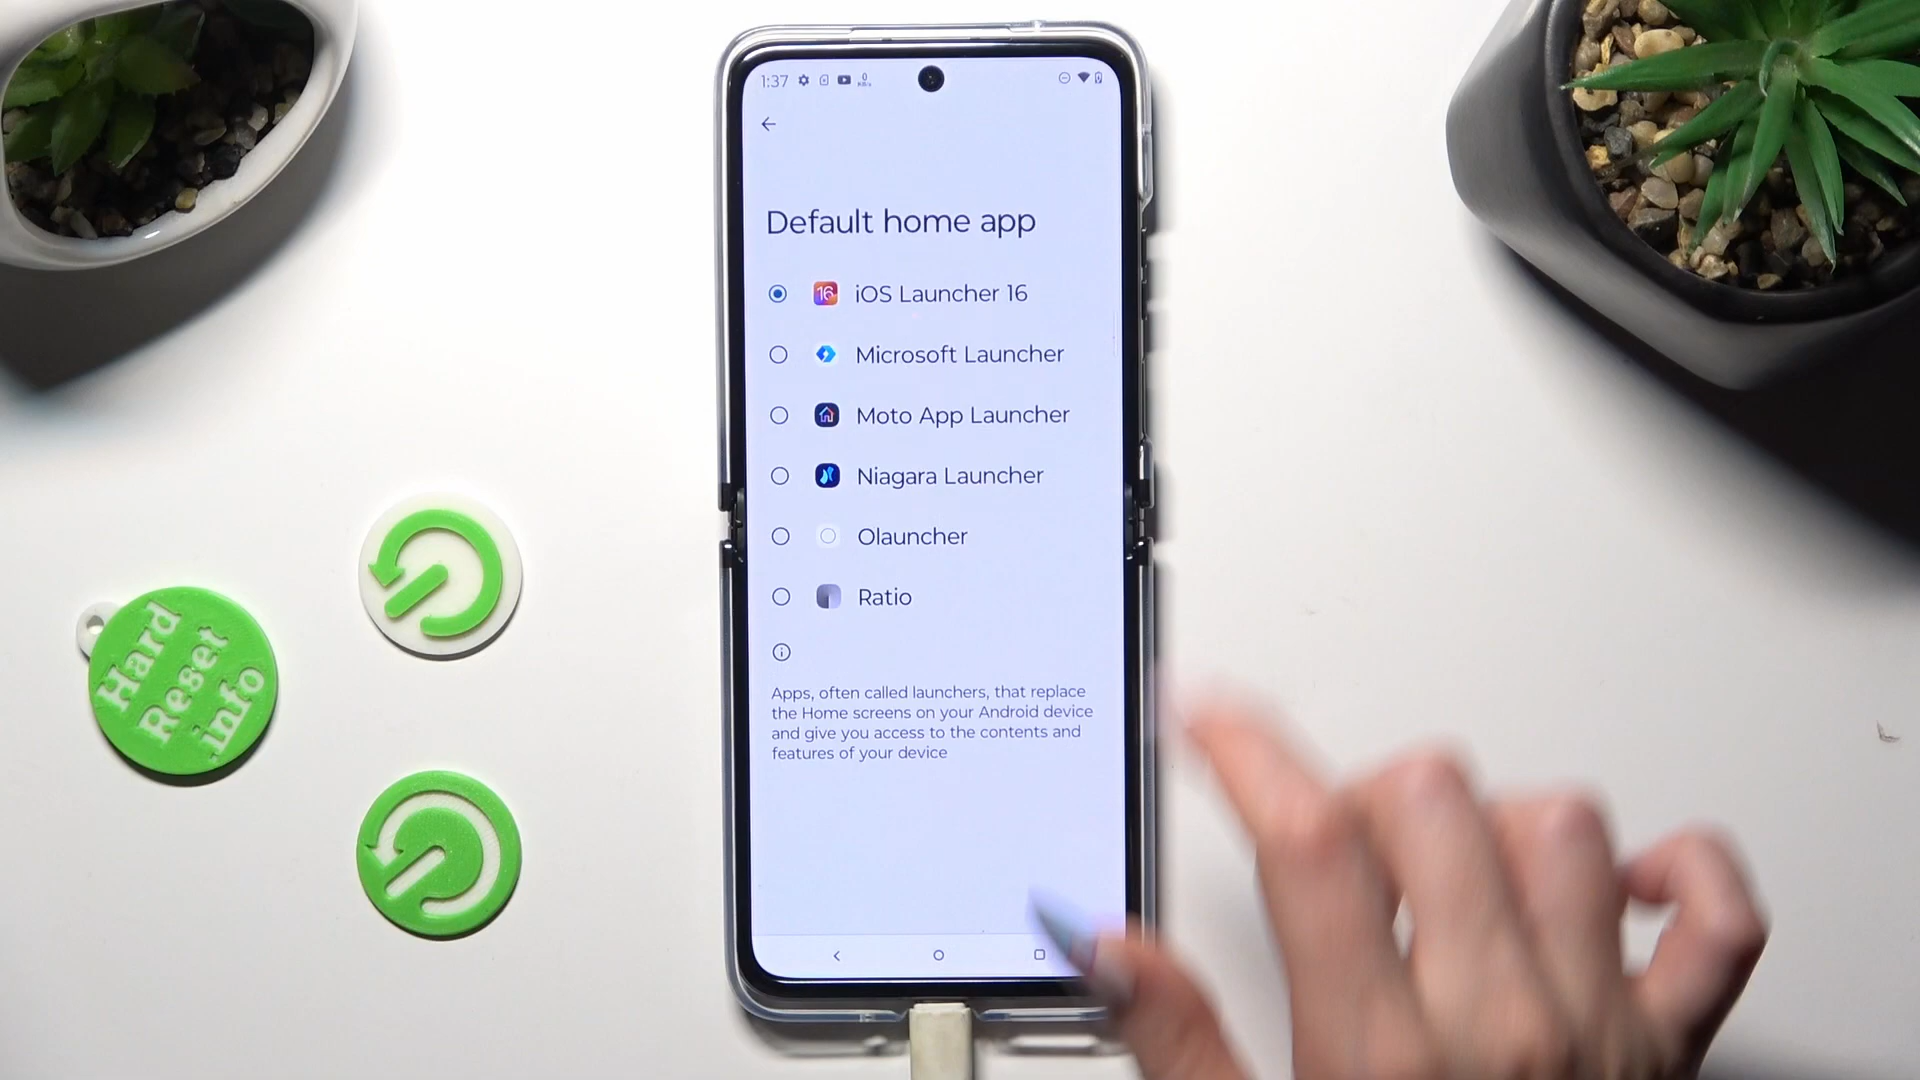 1:37
Default home app
16 iOS Launcher 16
Microsoft Launcher
Moto App Launcher
Niagara Launcher
Olauncher
Ratio
Apps, often called launchers, that replace
the Home screens on your Android device
and give you access to the contents and
features of your device
Hard
Reset
.info